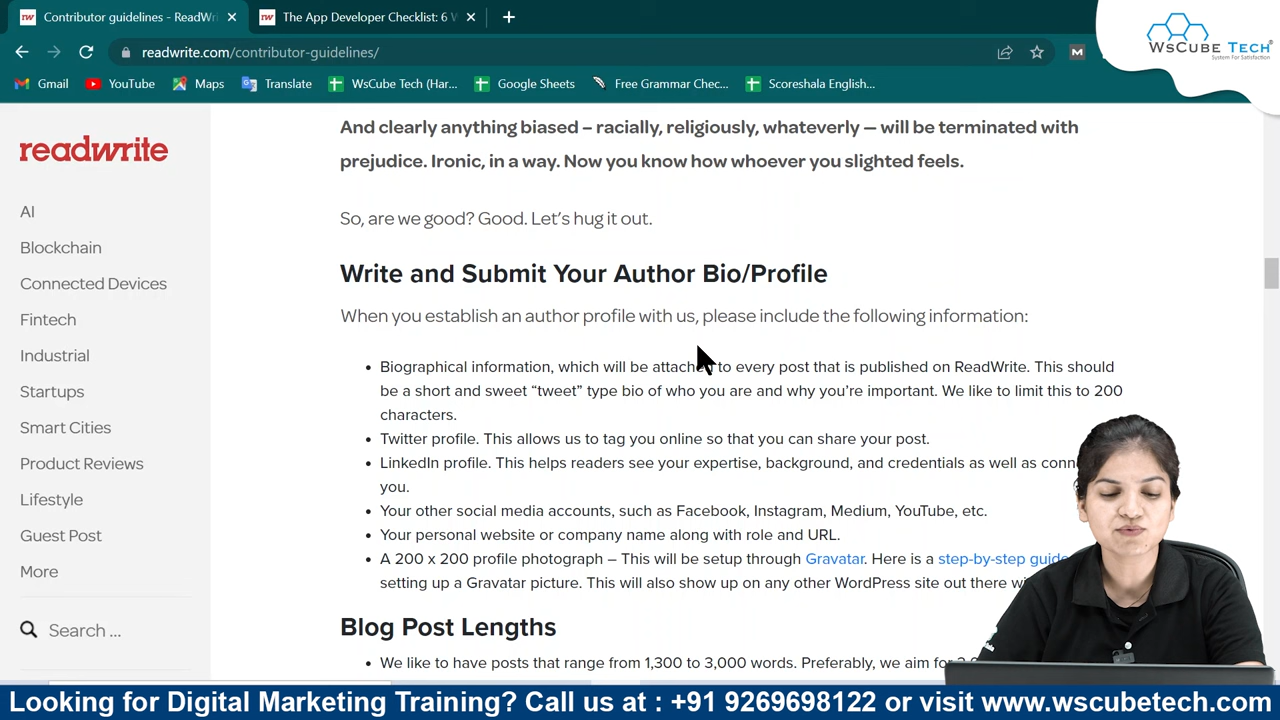 Contributor guidelines - ReadWri
The App Developer Checklist: 6 W
readwrite.com/contributor-guidelines/
M
WsCube Tech®
System For Satisfaction
Gmail
YouTube
Maps
Translate
WsCube Tech (Har...
Google Sheets
Free Grammar Chec...
Scoreshala English...
readwrite
AI
Blockchain
Connected Devices
Fintech
Industrial
Startups
Smart Cities
Product Reviews
Lifestyle
Guest Post
More
Search ...
And clearly anything biased – racially, religiously, whateverly — will be terminated with
prejudice. Ironic, in a way. Now you know how whoever you slighted feels.
So, are we good? Good. Let's hug it out.
Write and Submit Your Author Bio/Profile
When you establish an author profile with us, please include the following information:
• Biographical information, which will be attached to every post that is published on ReadWrite. This should
be a short and sweet “tweet” type bio of who you are and why you’re important. We like to limit this to 200
characters.
• Twitter profile. This allows us to tag you online so that you can share your post.
• LinkedIn profile. This helps readers see your expertise, background, and credentials as well as conn
you.
• Your other social media accounts, such as Facebook, Instagram, Medium, YouTube, etc.
• Your personal website or company name along with role and URL.
• A 200 x 200 profile photograph – This will be setup through Gravatar. Here is a step-by-step guide
setting up a Gravatar picture. This will also show up on any other WordPress site out there wi
Blog Post Lengths
• We like to have posts that range from 1,300 to 3,000 words. Preferably, we aim for
Looking for Digital Marketing Training? Call us at : +91 9269698122 or visit www.wscubetech.com